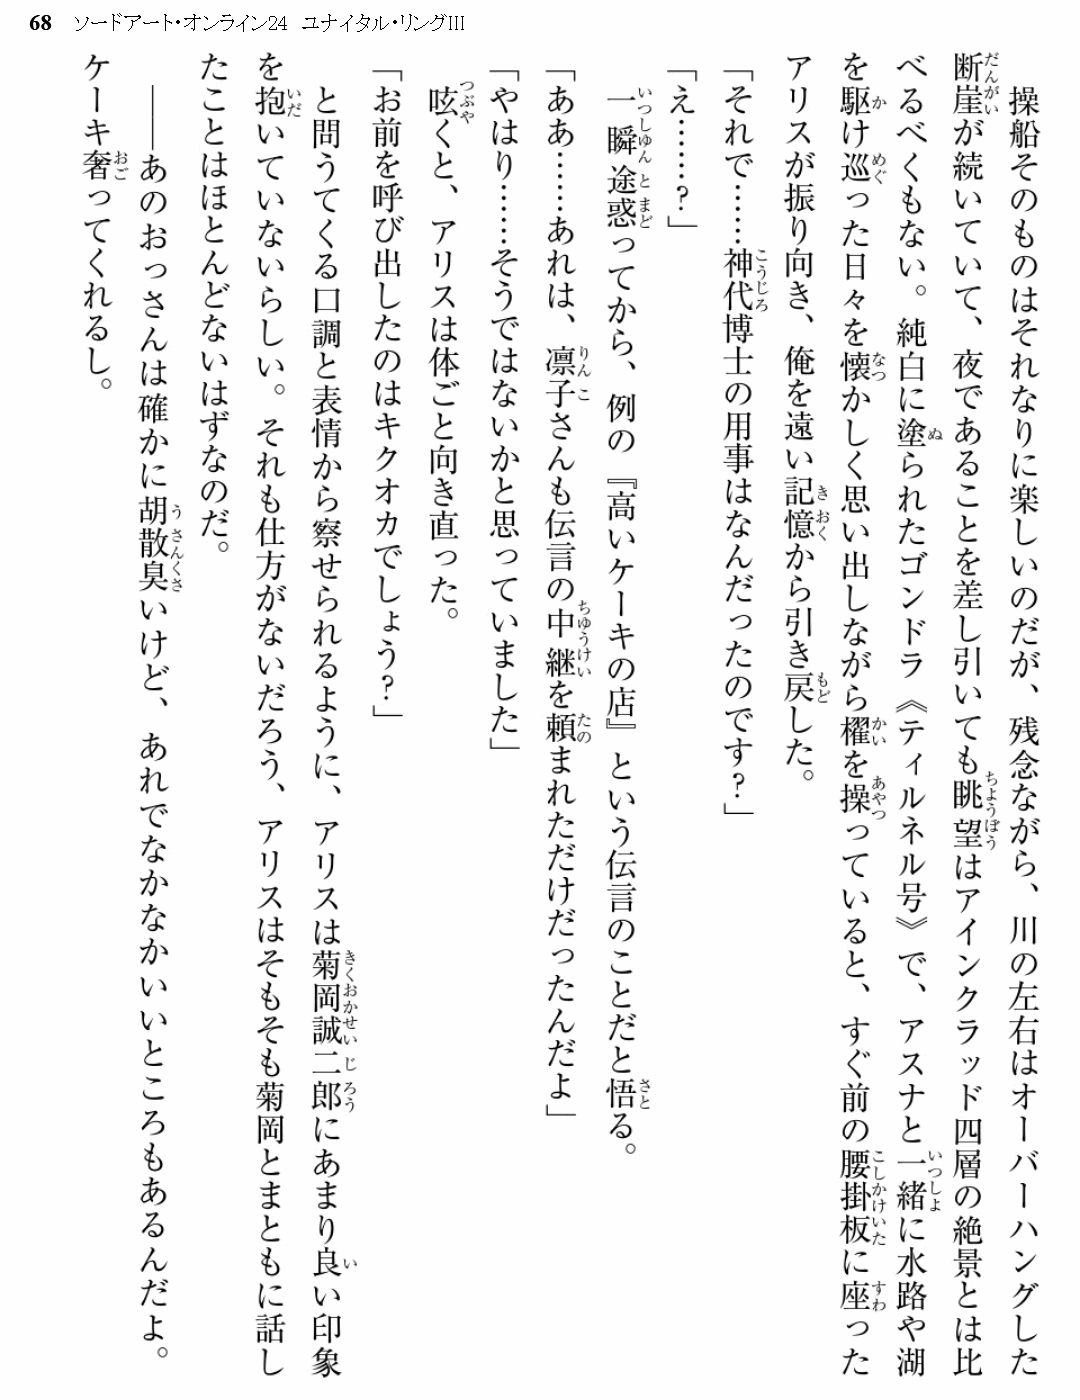 68 ソードアート・オンライン24 ユナイタル・リングIII
操船そのものはそれなりに楽しいのだが、残念ながら、川の左右はオーバーハングした
断崖が続いていて、夜であることを差し引いても眺望はアインクラッド四層の絶景とは比
べるべくもない。純白に塗られたゴンドラ《ティルネル号》で、アスナと一緒に水路や湖
を駆け巡った日々を懐かしく思い出しながら櫂を操っていると、すぐ前の腰掛板に座った
アリスが振り向き、俺を遠い記憶から引き戻した。
「それで……神代博士の用事はなんだったのです?」
「え……?」
一瞬途惑ってから、例の『高いケーキの店』という伝言のことだと悟る。
「ああ……あれは、凛子さんも伝言の中継を頼まれただけだったんだよ」
「やはり……そうではないかと思っていました」
呟くと、アリスは体ごと向き直った。
「お前を呼び出したのはキクオカでしょう?」
と問うてくる口調と表情から察せられるように、アリスは菊岡誠二郎にあまり良い印象
を抱いていないらしい。それも仕方がないだろう、アリスはそもそも菊岡とまともに話し
たことはほとんどないはずなのだ。
――あのおっさんは確かに胡散臭いけど、あれでなかなかいいところもあるんだよ。
ケーキ奢ってくれるし。